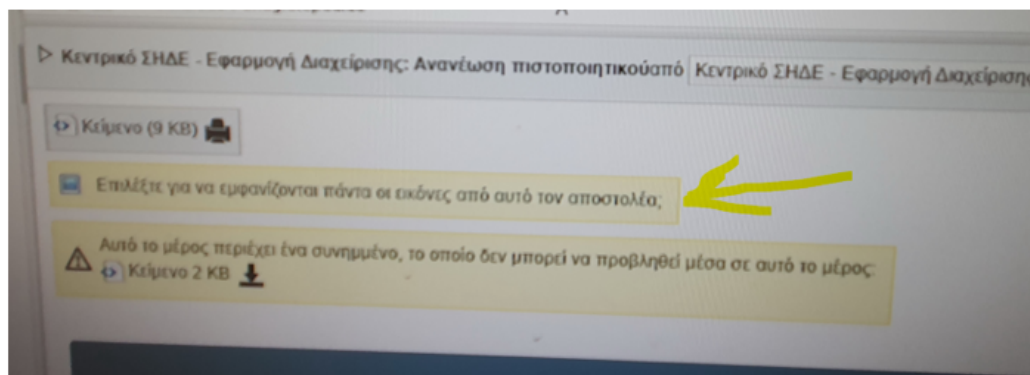 Κεντρικό ΣΗΔΕ - Εφαρμογή Διαχείρισης: Ανανέωση πιστοποιητικούαπό Κεντρικό ΣΗΔΕ - Εφαρμογή Διαχείρισης
Κείμενο (9 KB)
Επιλέξτε για να εμφανίζονται πάντα οι εικόνες από αυτό τον αποστολέα;
Αυτό το μέρος περιέχει ένα συνημμένο, το οποίο δεν μπορεί να προβληθεί μέσα σε αυτό το μέρος:
Κείμενο 2 KB